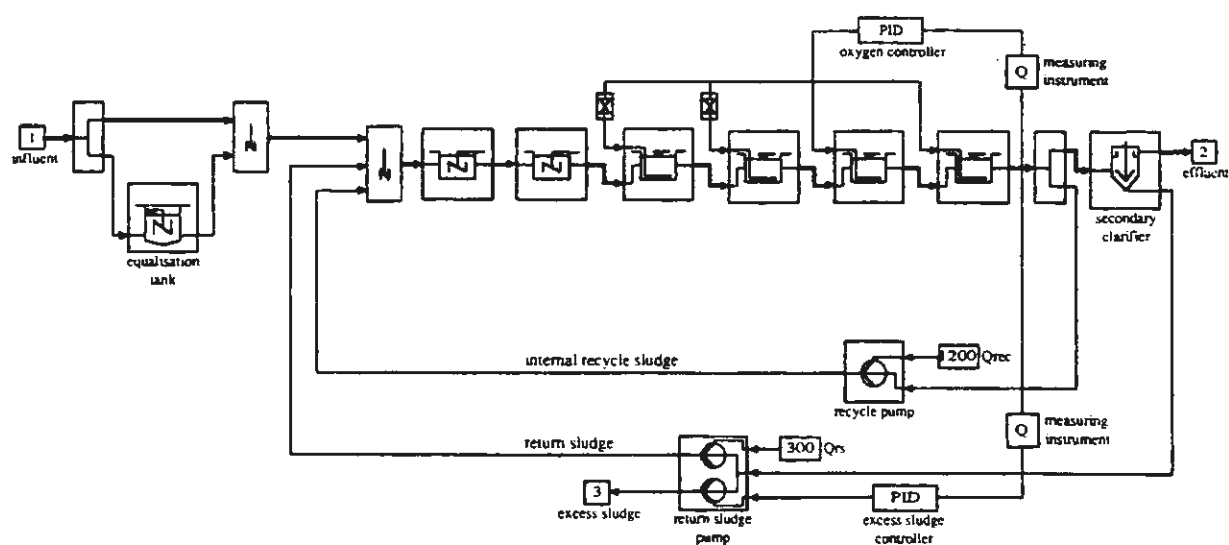 PID
oxygen controller
Q
measuring
instrument
1
influent
2
effluent
equalisation
tank
secondary
clarifier
internal recycle sludge
200
Qrec
recycle pump
Q
measuring
instrument
return sludge
300
Qrs
3
excess sludge
return sludge
pump
PID
excess sludge
controller